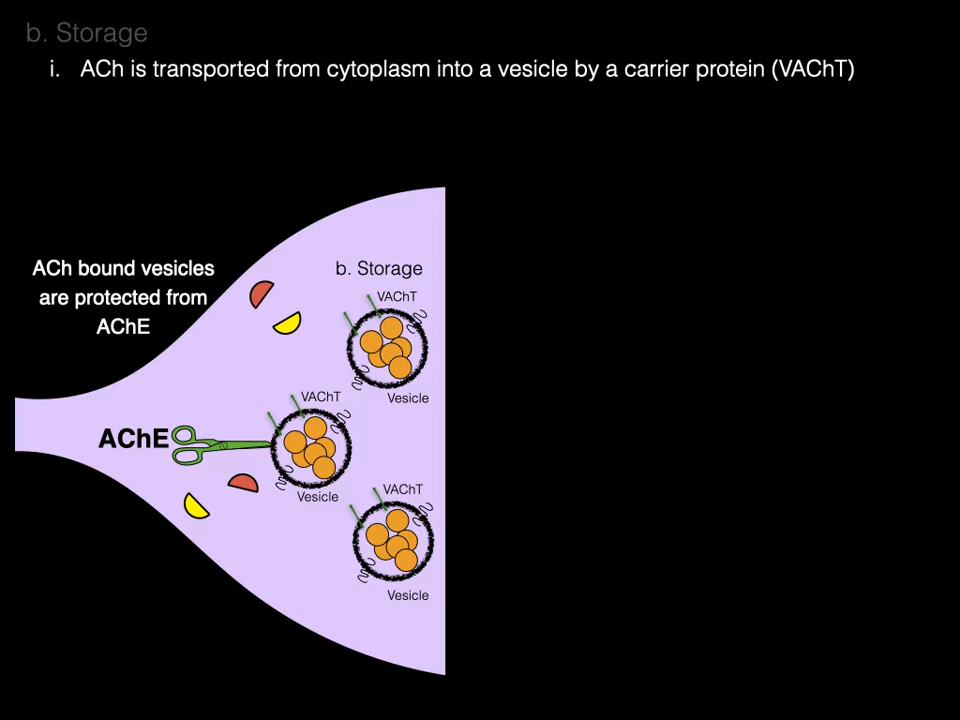 b. Storage
i. ACh is transported from cytoplasm into a vesicle by a carrier protein (VAChT)
ACh bound vesicles
are protected from
AChE
b. Storage
VAChT
Vesicle
VAChT
AChE
Vesicle
VAChT
Vesicle